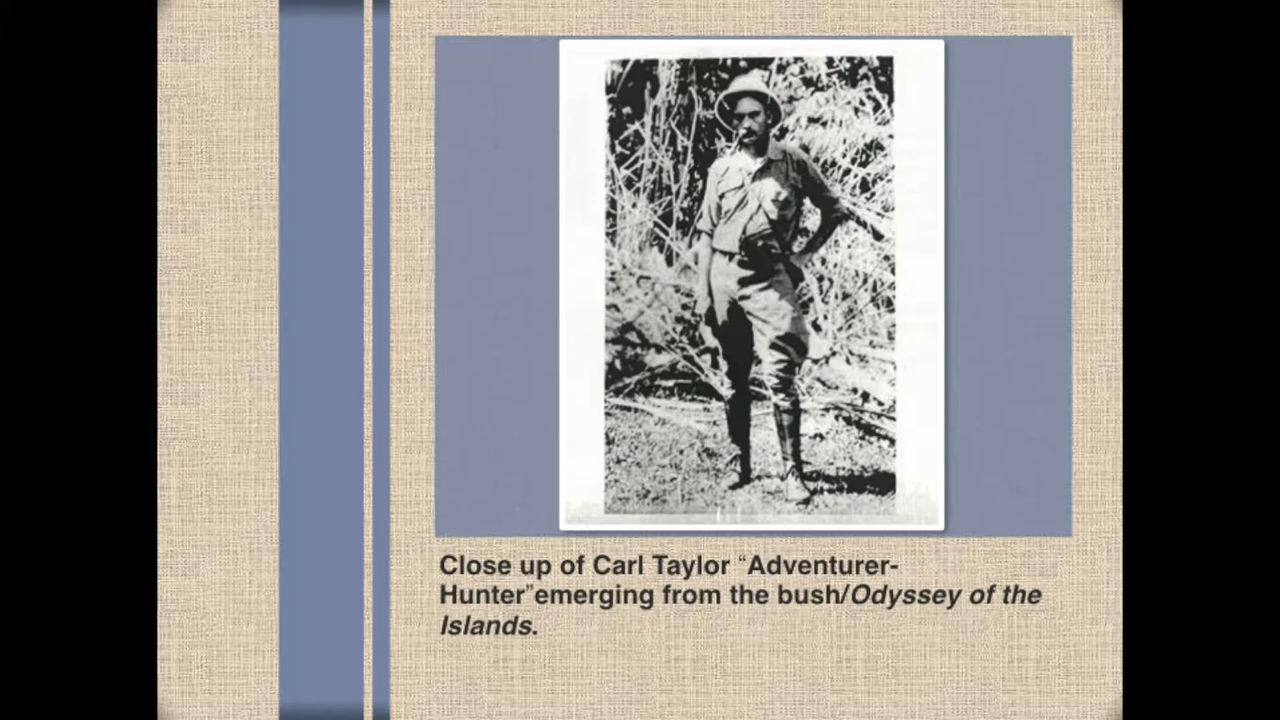 Close up of Carl Taylor “Adventurer-
Hunter”emerging from the bush/Odyssey of the
Islands.